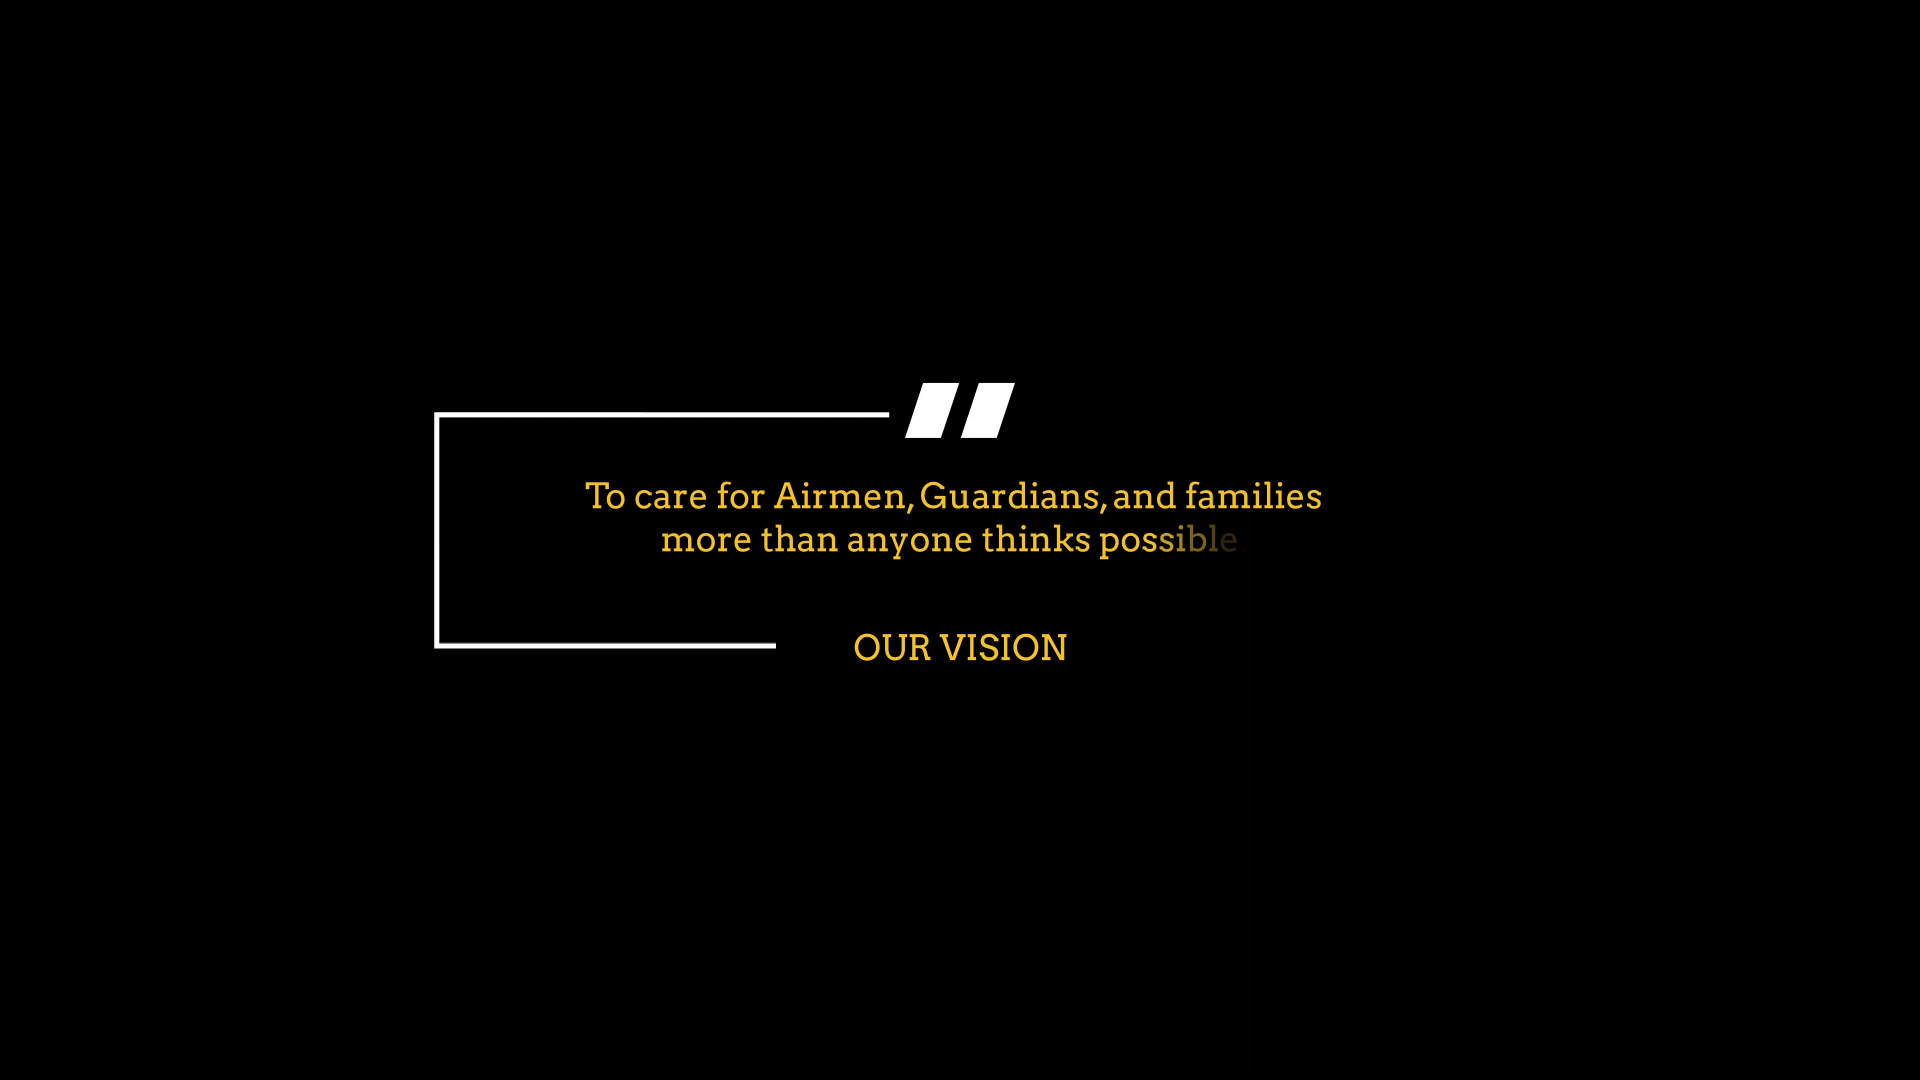 To care for Airmen, Guardians, and families
more than anyone thinks possible
OUR VISION